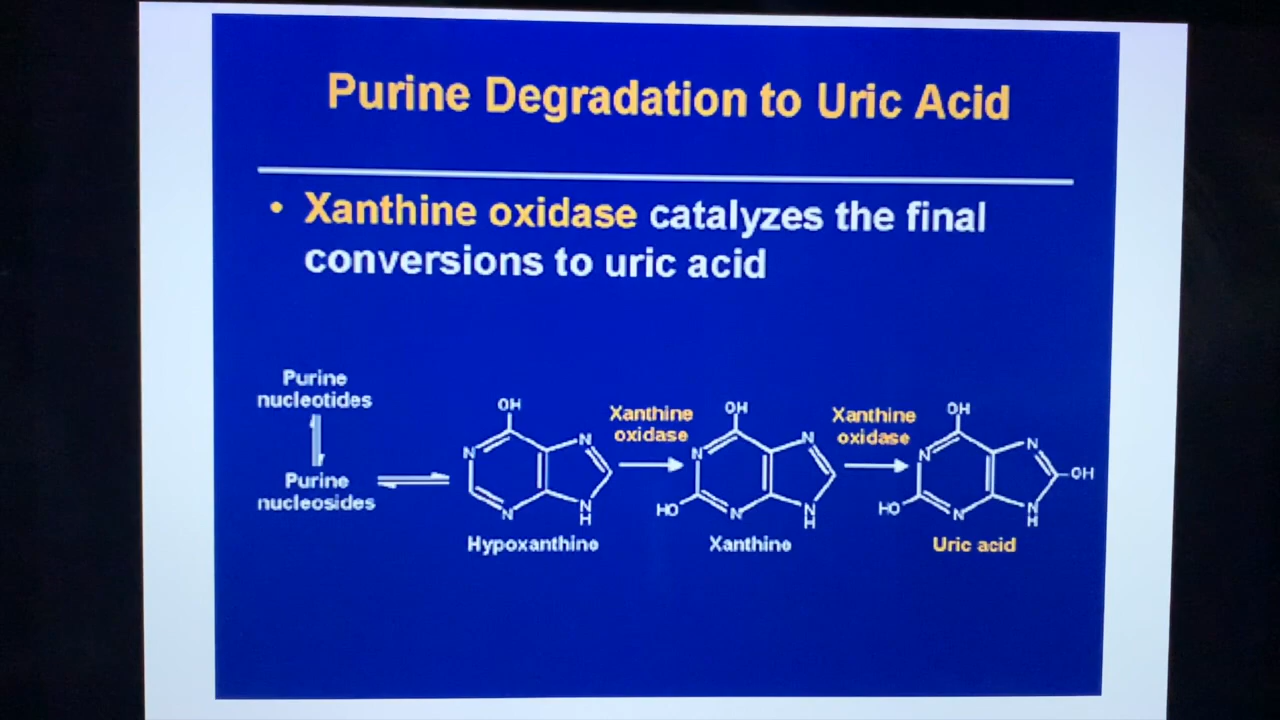 Purine Degradation to Uric Acid
• Xanthine oxidase catalyzes the final
conversions to uric acid
Purine
nucleotides
Purine
nucleosides
OH
N
N
N
N
H
Hypoxanthine
Xanthine
oxidase
OH
N
N
HO
N
N
H
Xanthine
Xanthine
oxidase
OH
N
N
OH
HO
N
N
H
Uric acid